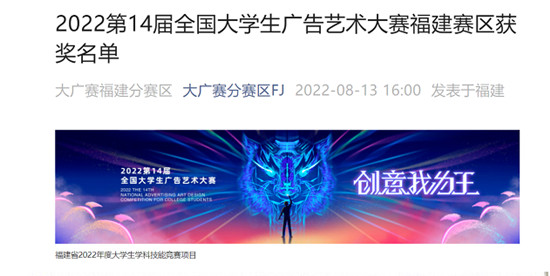 2022第14届全国大学生广告艺术大赛福建赛区获
奖名单
大广赛福建分赛区 大广赛分赛区FJ 2022-08-13 16:00 发表于福建
2022第14届
全国大学生广告艺术大赛
2022 THE 14TH
NATIONAL ADVERTISING ART DESIGN
COMPETITION FOR COLLEGE STUDENTS
创意我为王
福建省2022年度大学生学科技能竞赛项目